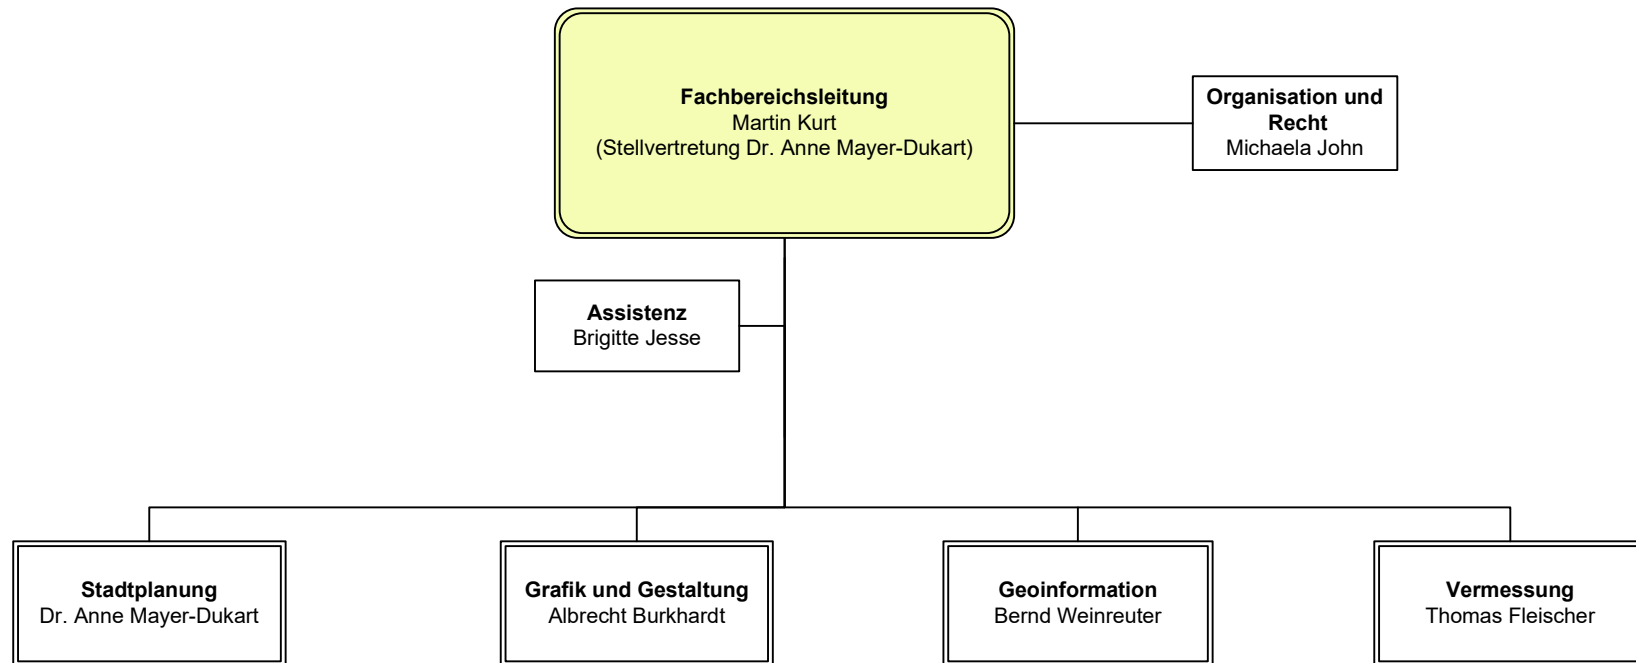 Fachbereichsleitung
Martin Kurt
(Stellvertretung Dr. Anne Mayer-Dukart)
Organisation und
Recht
Michaela John
Assistenz
Brigitte Jesse
Stadtplanung
Dr. Anne Mayer-Dukart
Grafik und Gestaltung
Albrecht Burkhardt
Geoinformation
Bernd Weinreuter
Vermessung
Thomas Fleischer